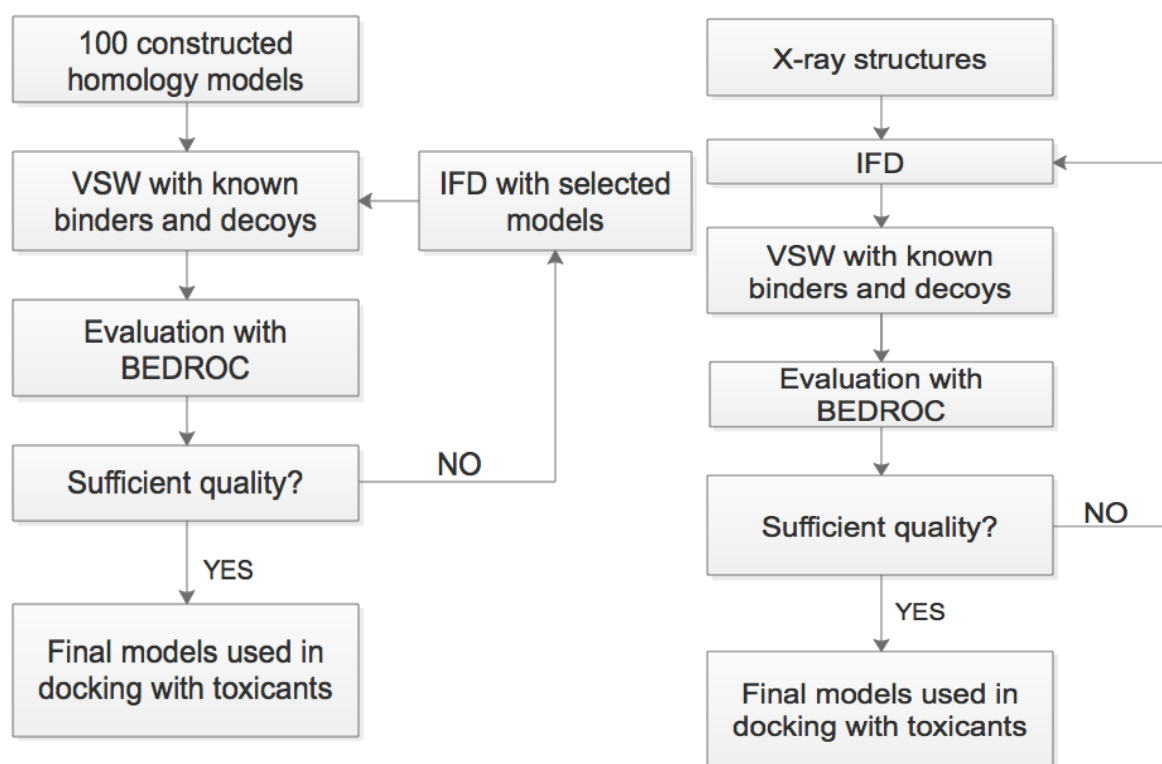 100 constructed
homology models
VSW with known
binders and decoys
IFD with selected
models
Evaluation with
BEDROC
Sufficient quality?
NO
YES
Final models used in
docking with toxicants
X-ray structures
IFD
VSW with known
binders and decoys
Evaluation with
BEDROC
Sufficient quality?
NO
YES
Final models used in
docking with toxicants